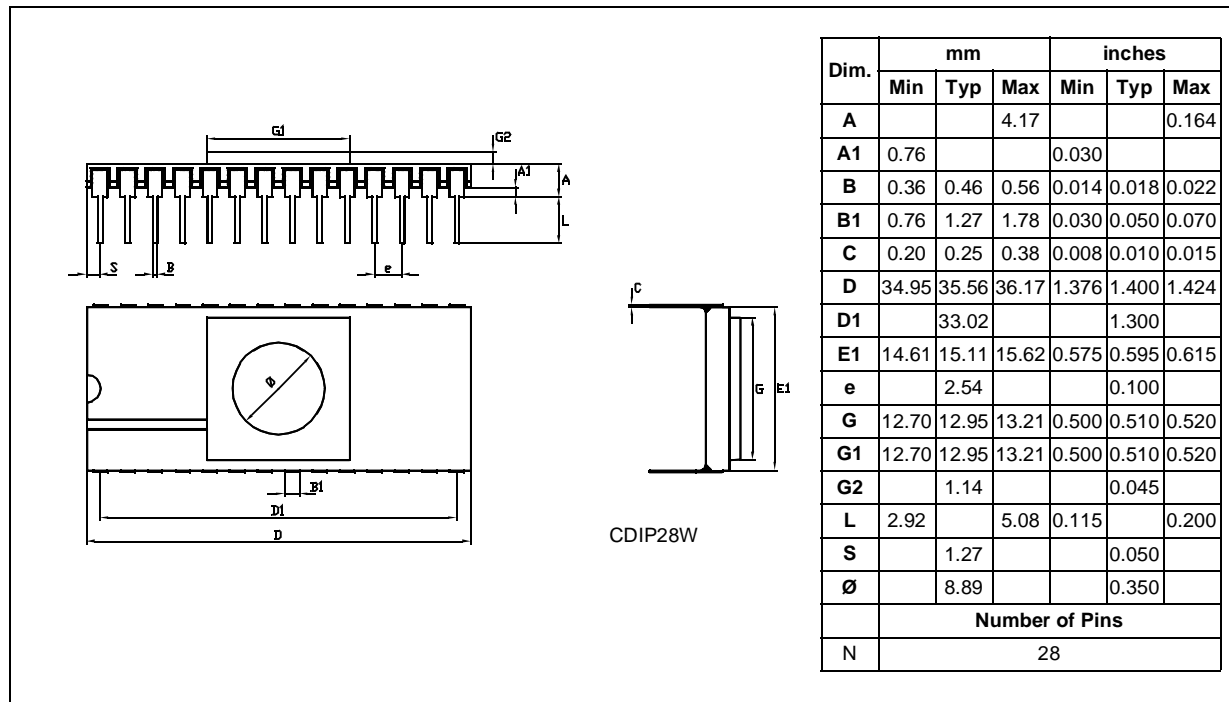 G1
G2
A1
A
L
S
B
e
C
Ø
G
E1
B1
D1
D
CDIP28W
Dim. mm inches
Min Typ Max Min Typ Max
A 4.17 0.164
A1 0.76 0.030
B 0.36 0.46 0.56 0.014 0.018 0.022
B1 0.76 1.27 1.78 0.030 0.050 0.070
C 0.20 0.25 0.38 0.008 0.010 0.015
D 34.95 35.56 36.17 1.376 1.400 1.424
D1 33.02 1.300
E1 14.61 15.11 15.62 0.575 0.595 0.615
e 2.54 0.100
G 12.70 12.95 13.21 0.500 0.510 0.520
G1 12.70 12.95 13.21 0.500 0.510 0.520
G2 1.14 0.045
L 2.92 5.08 0.115 0.200
S 1.27 0.050
Ø 8.89 0.350
Number of Pins
N 28